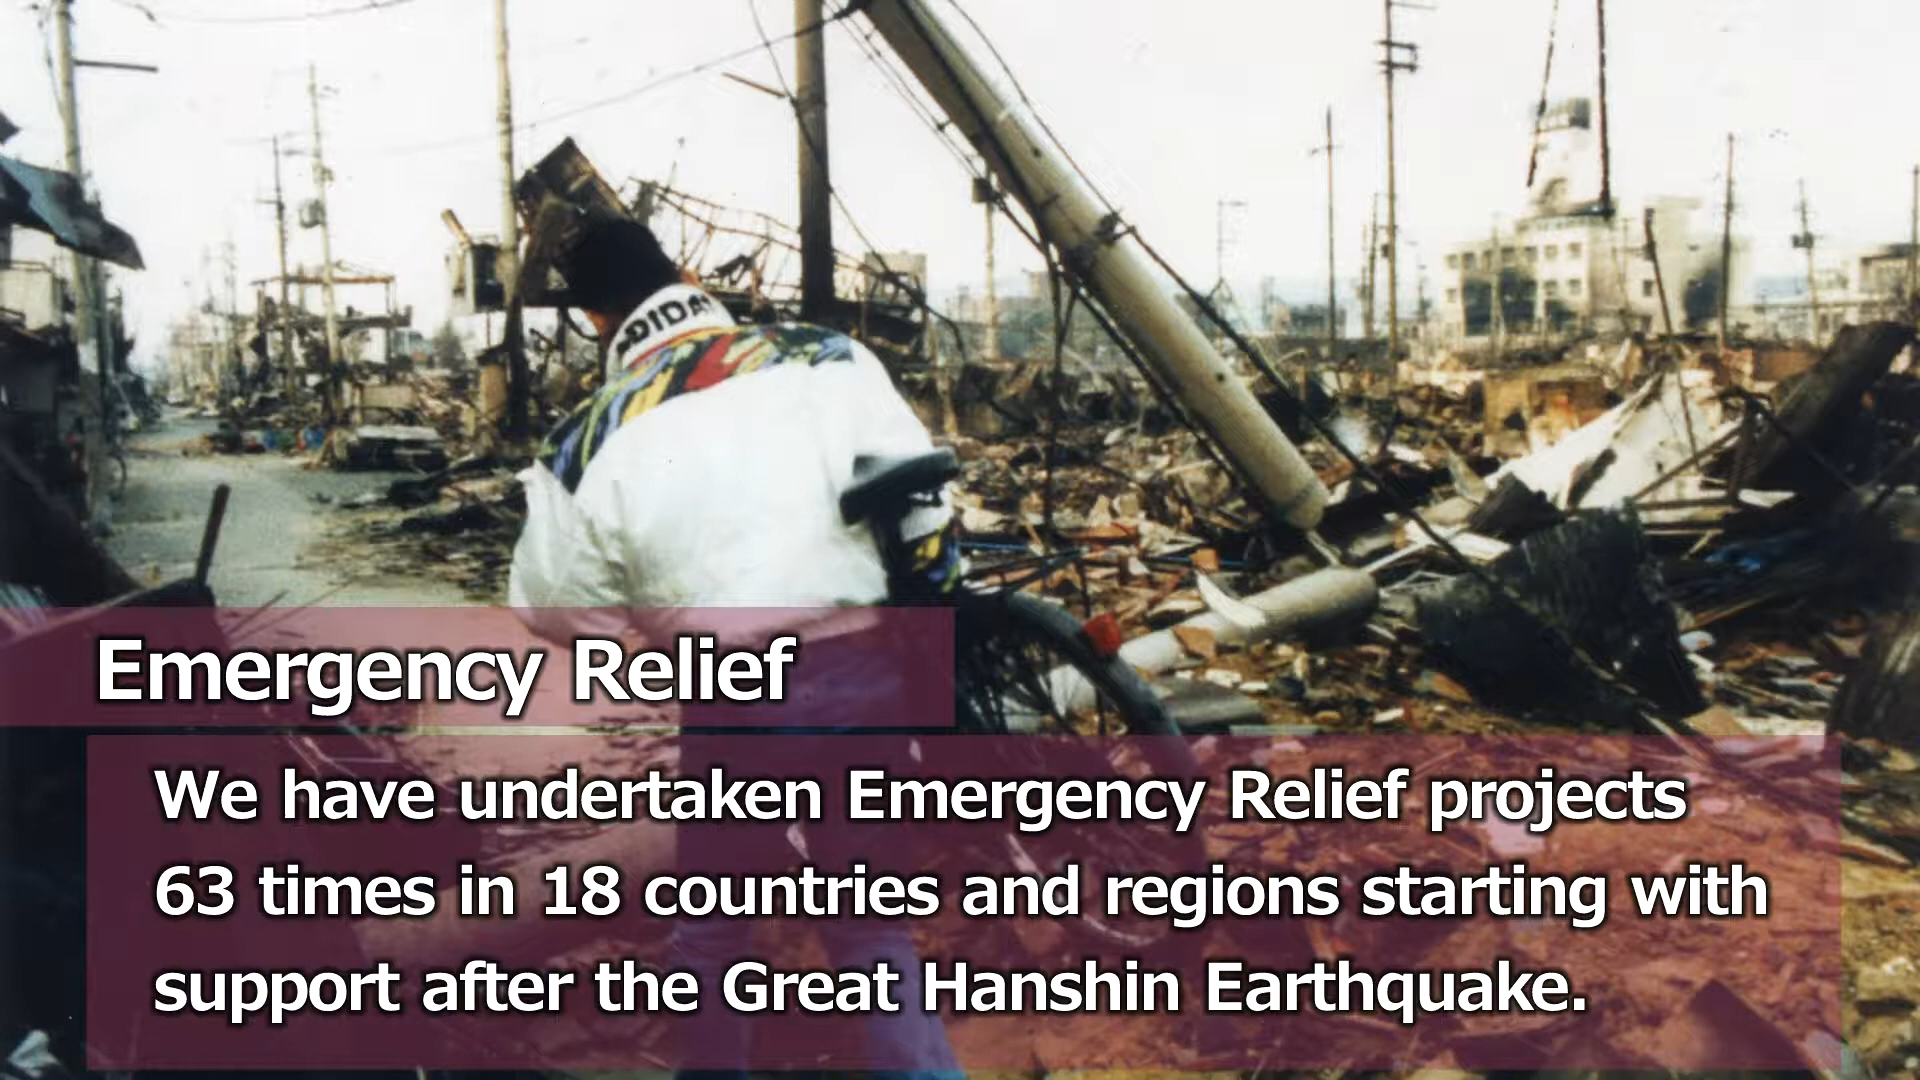 ADIDAS
Emergency Relief
We have undertaken Emergency Relief projects
63 times in 18 countries and regions starting with
support after the Great Hanshin Earthquake.